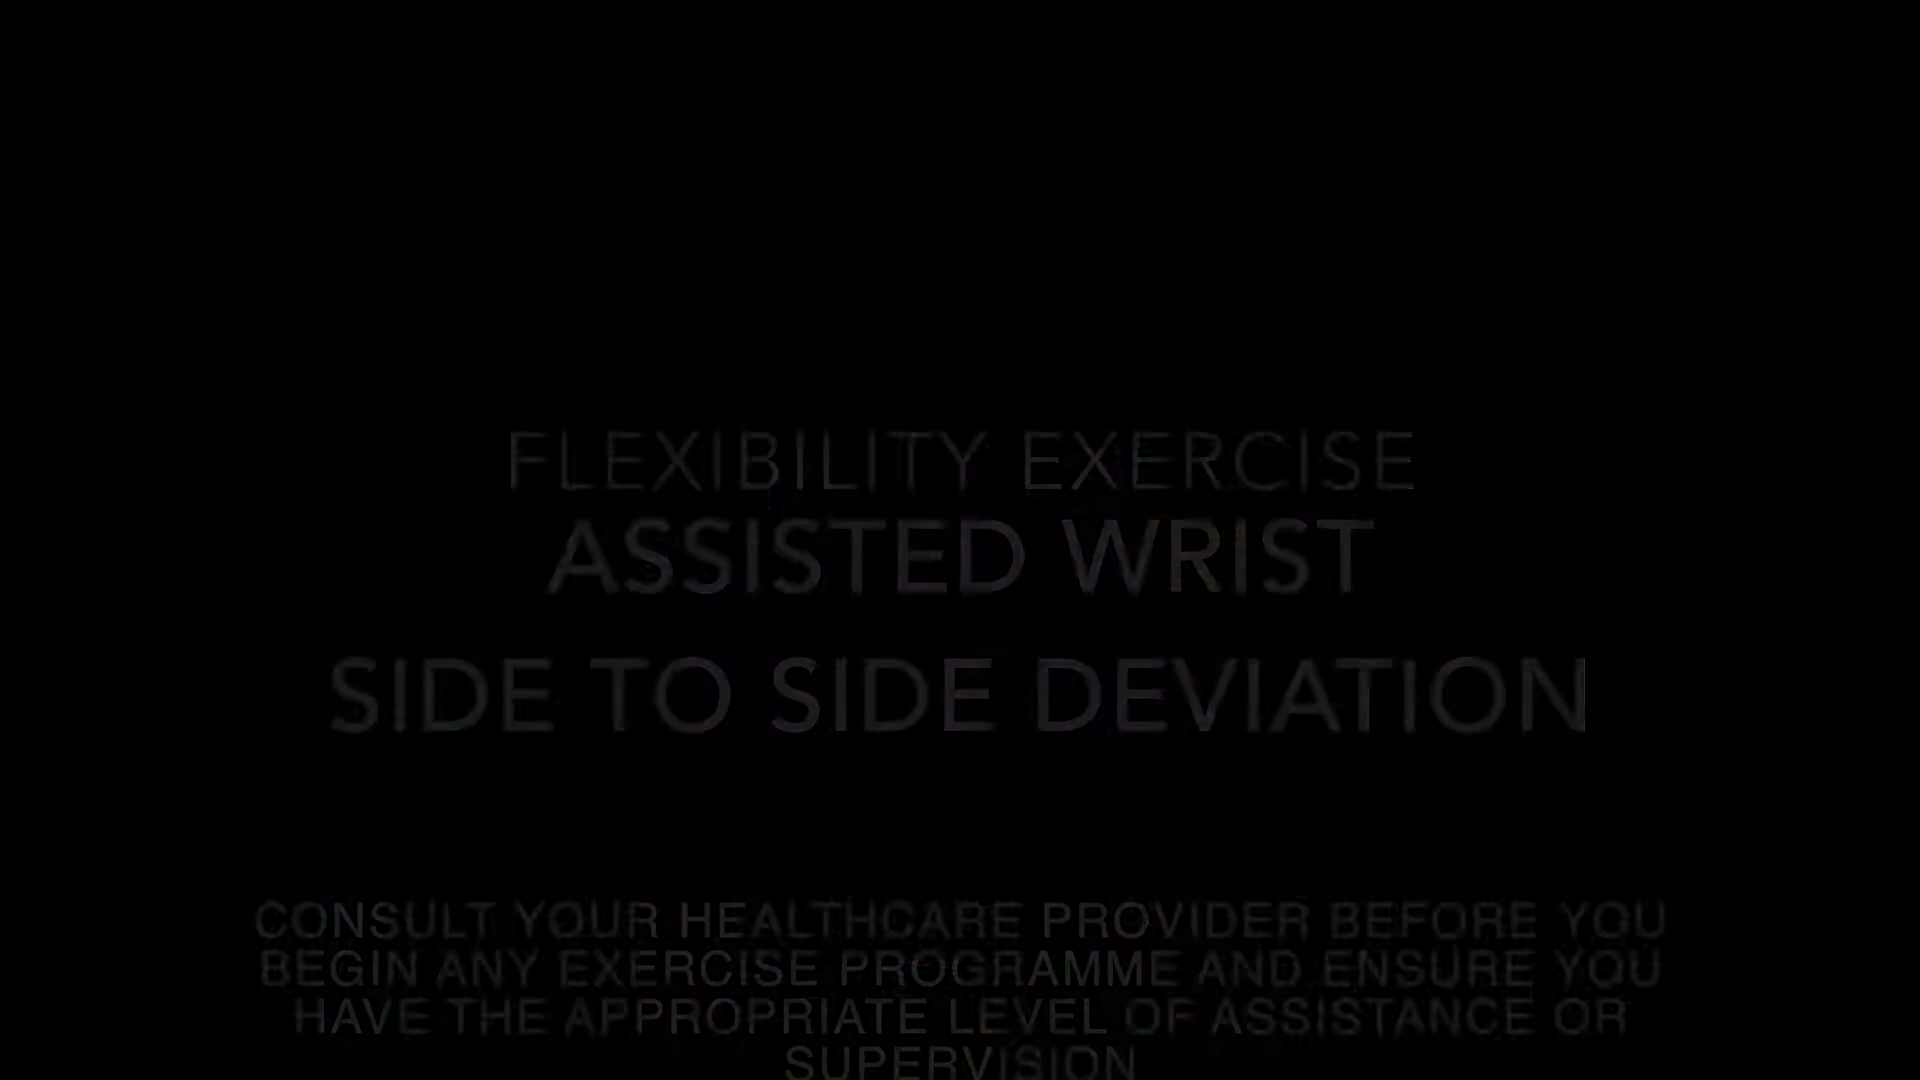 FLEXIBILITY EXERCISE
ASSISTED WRIST
SIDE TO SIDE DEVIATION
CONSULT YOUR HEALTHCARE PROVIDER BEFORE YOU
BEGIN ANY EXERCISE PROGRAMME AND ENSURE YOU
HAVE THE APPROPRIATE LEVEL OF ASSISTANCE OR
SUPERVISION